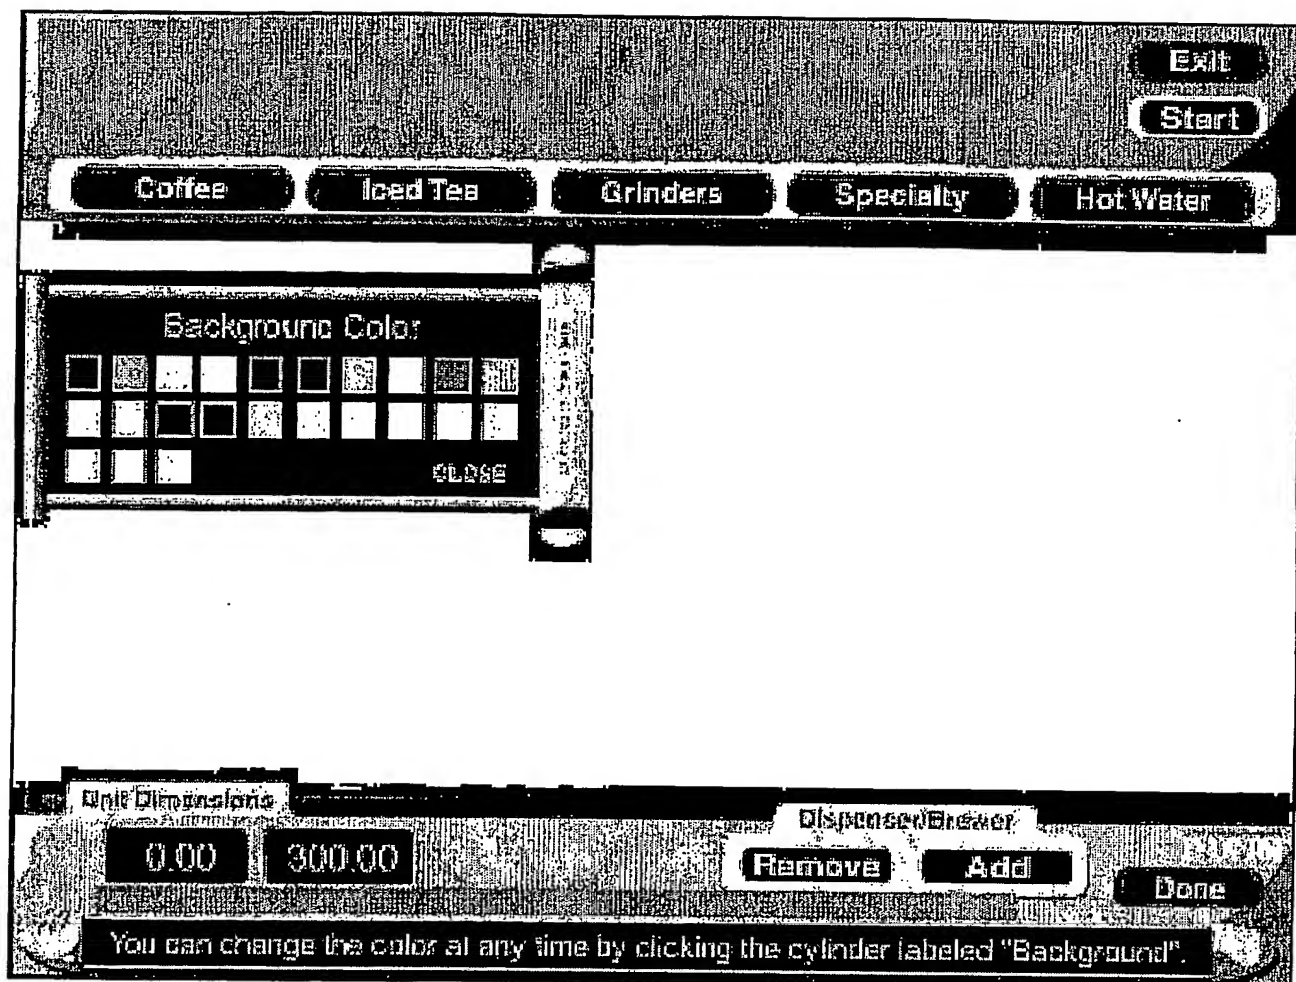 Exit
Start
Coffee
Iced Tea
Grinders
Specialty
Hot Water
Background Color
CLOSE
Unit Dimensions
Dispenser/Brewer
0.00
300.00
Remove
Add
Done
You can change the color at any time by clicking the cylinder labeled "Background".